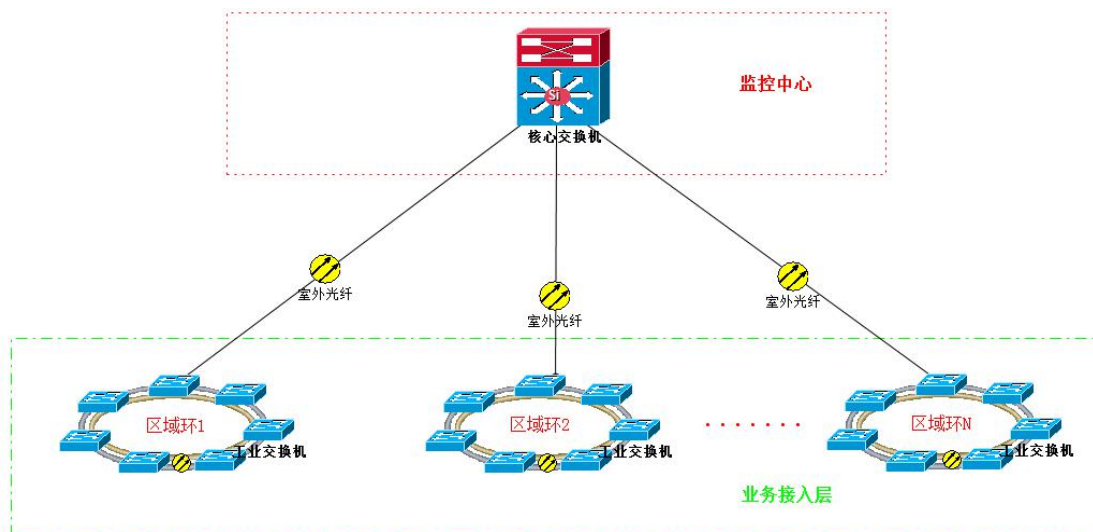 Si
监控中心
核心交换机
室外光纤
室外光纤
室外光纤
区域环1
工业交换机
区域环2
工业交换机
区域环N
工业交换机
业务接入层